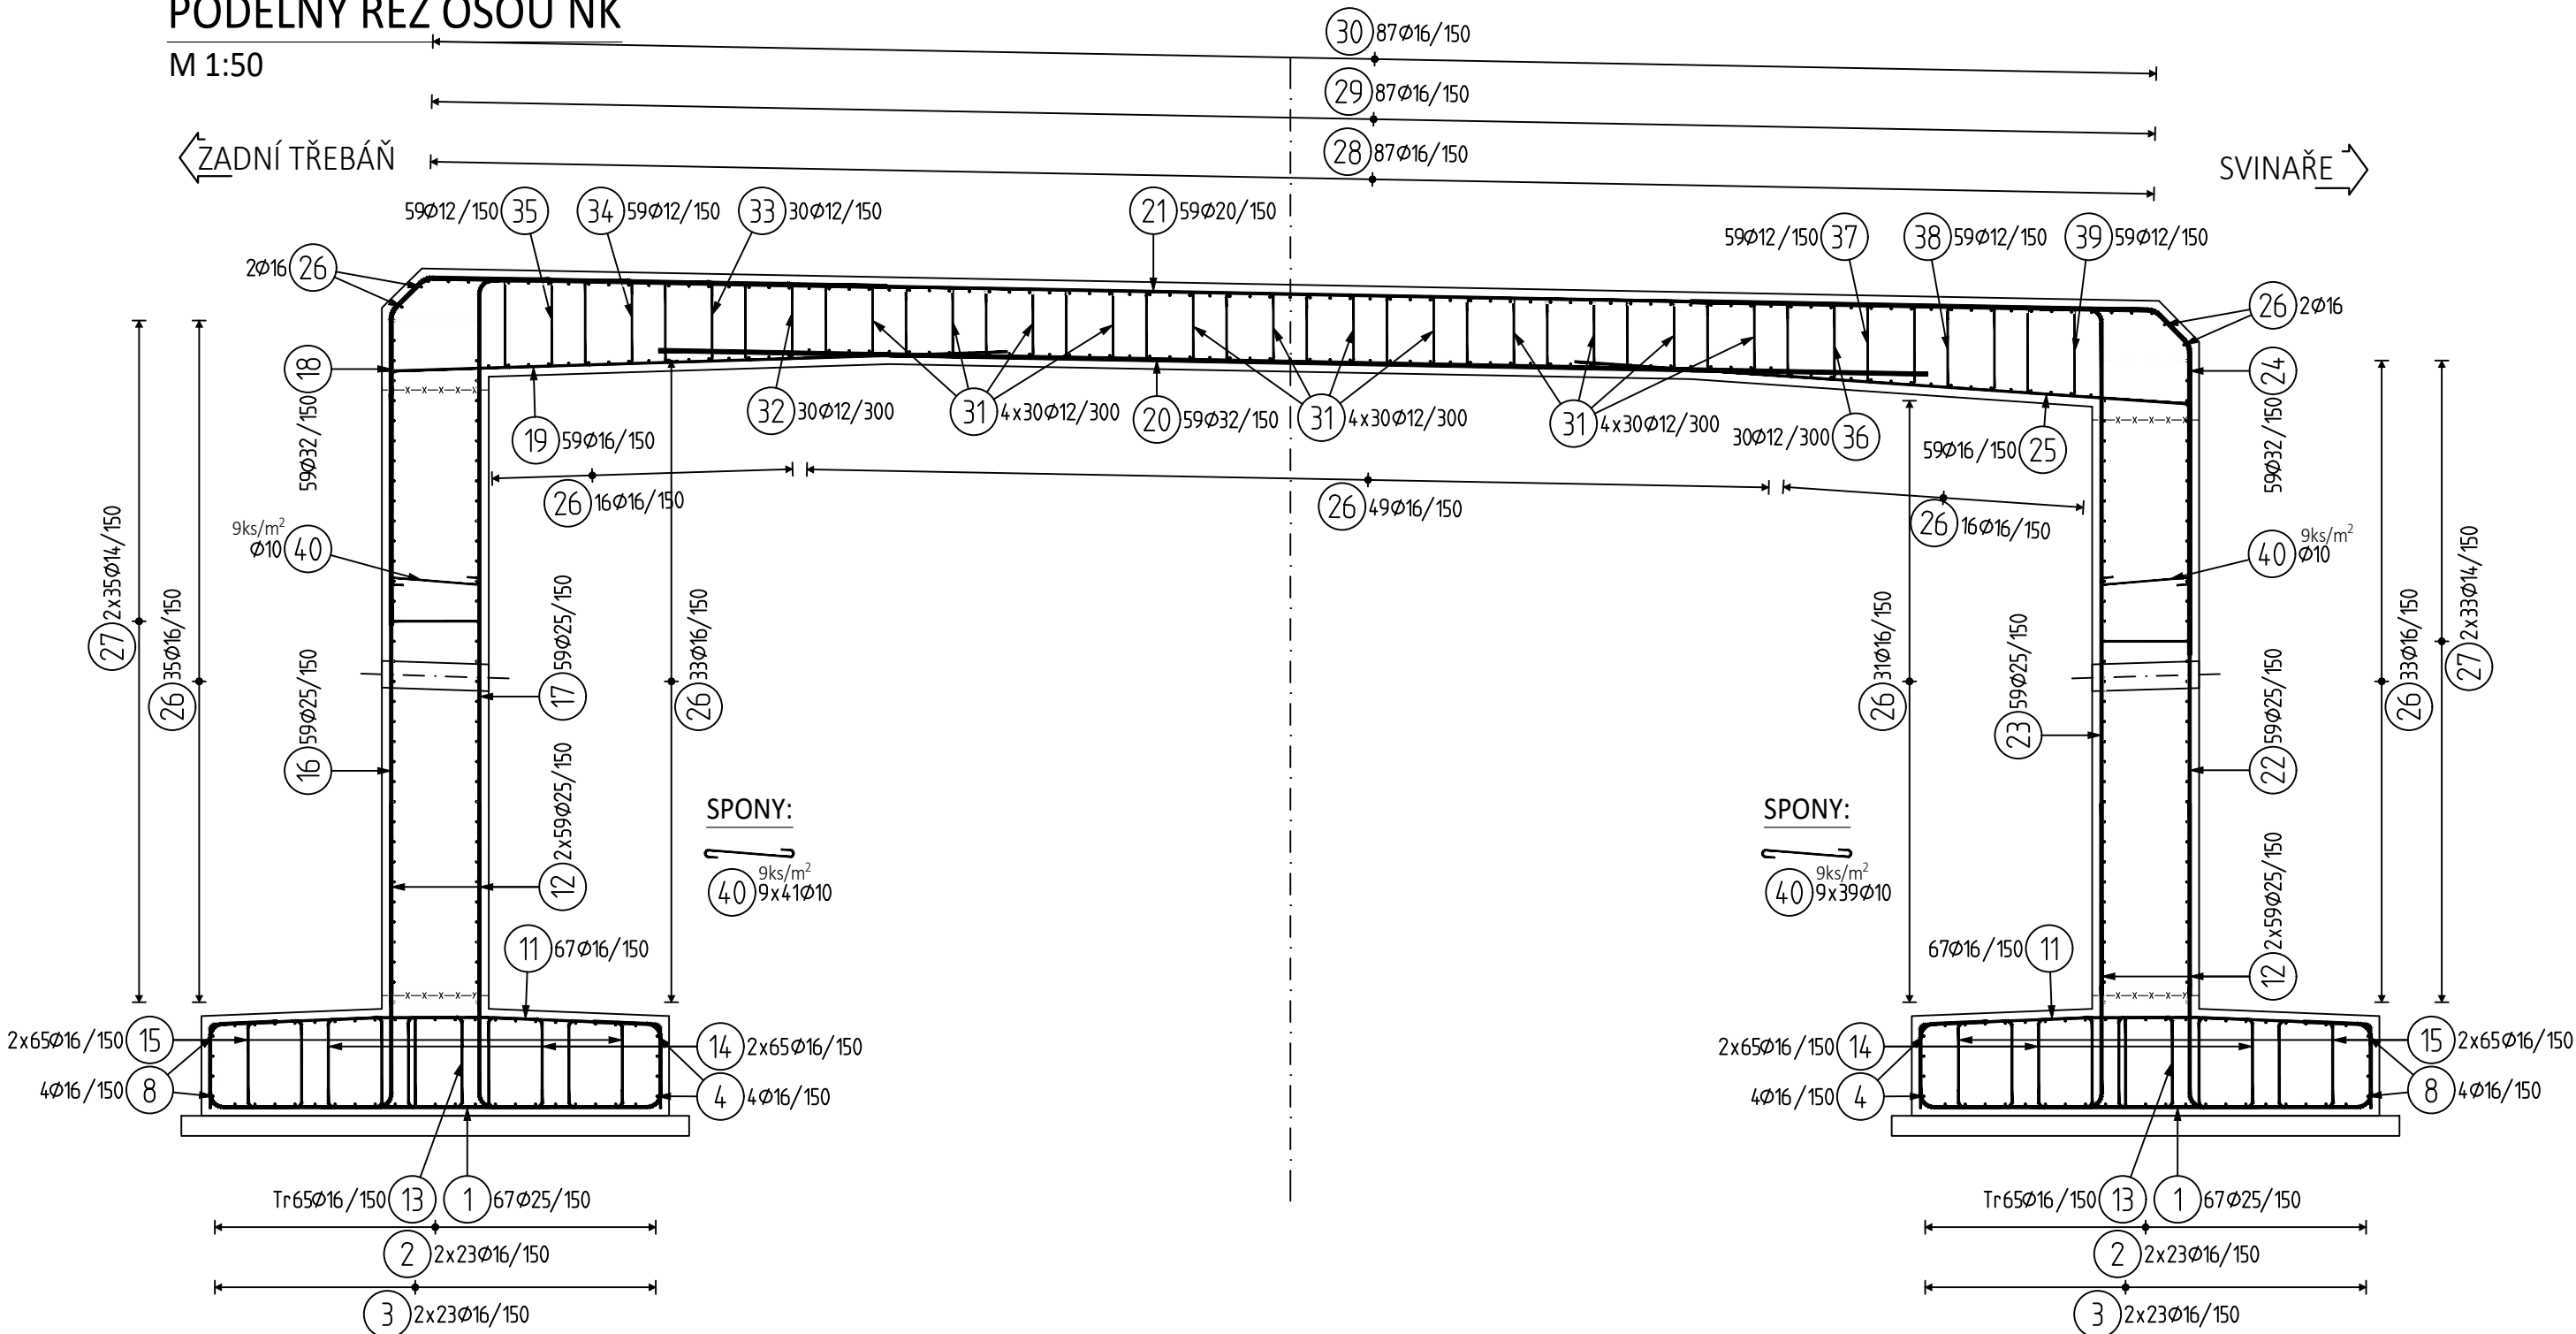 PODÉLNÝ ŘEZ OSOU NK
M 1:50
30 87Ø16/150
29 87Ø16/150
28 87Ø16/150
ZADNÍ TŘEBÁŇ
SVINAŘE
59Ø12/150 35
34 59Ø12/150
33 30Ø12/150
21 59Ø20/150
59Ø12/150 37
38 59Ø12/150
39 59Ø12/150
2Ø16 26
26 2Ø16
18 59Ø32/150
24 59Ø32/150
32 30Ø12/300
31 4x30Ø12/300
20 59Ø32/150
31 4x30Ø12/300
31 4x30Ø12/300
30Ø12/300 36
19 59Ø16/150
59Ø16/150 25
26 16Ø16/150
26 49Ø16/150
26 16Ø16/150
9ks/m²
Ø10 40
9ks/m²
40 Ø10
27 2x35Ø14/150
26 35Ø16/150
16 59Ø25/150
17 59Ø25/150
12 2x59Ø25/150
26 33Ø16/150
26 31Ø16/150
23 59Ø25/150
22 59Ø25/150
12 2x59Ø25/150
26 33Ø16/150
27 2x33Ø14/150
SPONY:
9ks/m²
40 9x41Ø10
SPONY:
9ks/m²
40 9x39Ø10
11 67Ø16/150
67Ø16/150 11
2x65Ø16/150 15
14 2x65Ø16/150
2x65Ø16/150 14
15 2x65Ø16/150
4Ø16/150 8
4 4Ø16/150
4Ø16/150 4
8 4Ø16/150
Tr65Ø16/150 13
1 67Ø25/150
Tr65Ø16/150 13
1 67Ø25/150
2 2x23Ø16/150
2 2x23Ø16/150
3 2x23Ø16/150
3 2x23Ø16/150